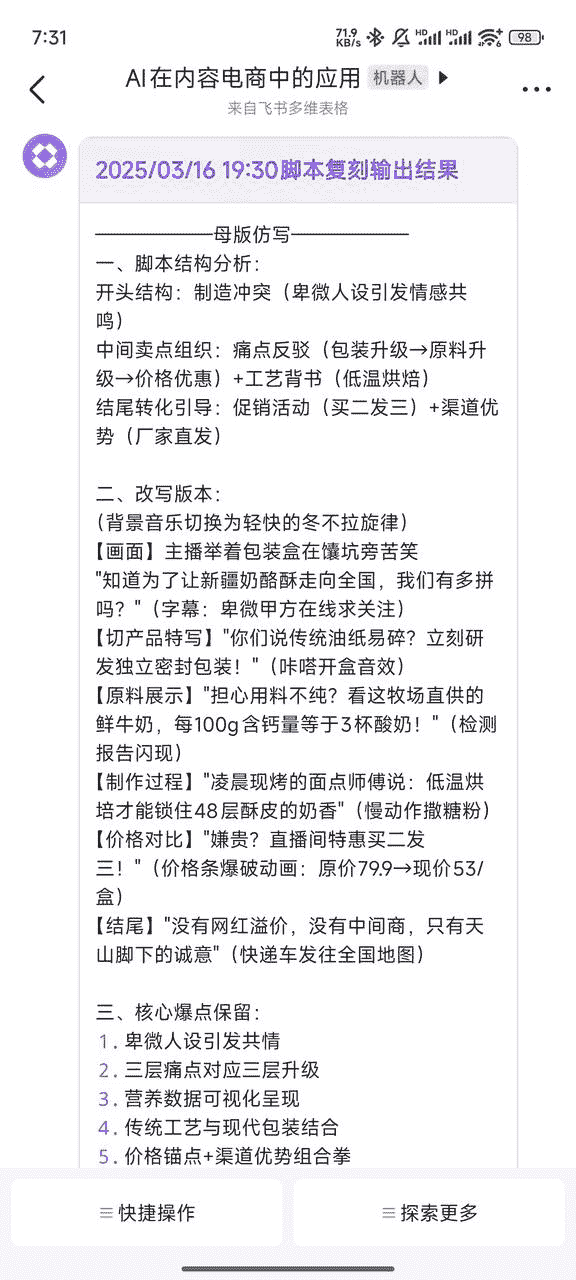 7:31
71.9 KB/s HD HD 6 98
AI在内容电商中的应用 机器人
来自飞书多维表格
2025/03/16 19:30脚本复刻输出结果
——————母版仿写——————
一、脚本结构分析：
开头结构：制造冲突（卑微人设引发情感共
鸣）
中间卖点组织：痛点反驳（包装升级→原料升
级→价格优惠）+工艺背书（低温烘焙）
结尾转化引导：促销活动（买二发三）+渠道优
势（厂家直发）
二、改写版本：
（背景音乐切换为轻快的冬不拉旋律）
【画面】主播举着包装盒在馕坑旁苦笑
"知道为了让新疆奶酪酥走向全国，我们有多拼
吗？"（字幕：卑微甲方在线求关注）
【切产品特写】"你们说传统油纸易碎？立刻研
发独立密封包装！"（咔嗒开盒音效）
【原料展示】"担心用料不纯？看这牧场直供的
鲜牛奶，每100g含钙量等于3杯酸奶！"（检测
报告闪现）
【制作过程】"凌晨现烤的面点师傅说：低温烘
培才能锁住48层酥皮的奶香"（慢动作撒糖粉）
【价格对比】"嫌贵？直播间特惠买二发
三！"（价格条爆破动画：原价79.9→现价53/
盒）
【结尾】"没有网红溢价，没有中间商，只有天
山脚下的诚意"（快递车发往全国地图）
三、核心爆点保留：
1. 卑微人设引发共情
2. 三层痛点对应三层升级
3. 营养数据可视化呈现
4. 传统工艺与现代包装结合
5. 价格锚点+渠道优势组合拳
快捷操作
探索更多